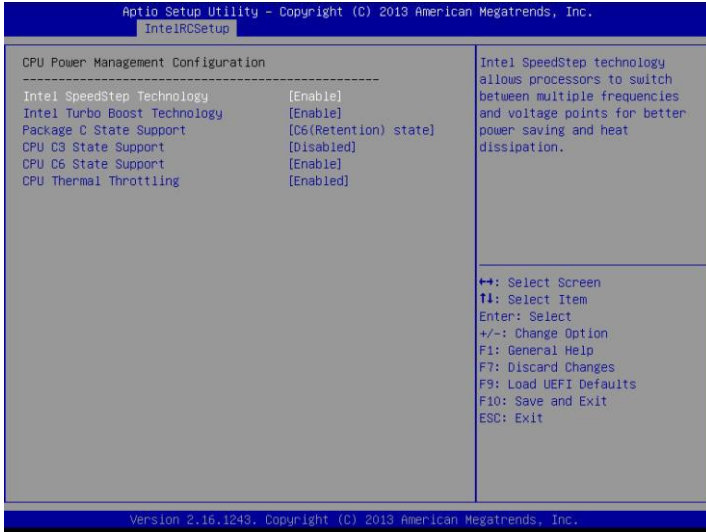 Aptio Setup Utility – Copyright (C) 2013 American Megatrends, Inc.
IntelRCSetup
CPU Power Management Configuration
--------------------------------------------------
Intel SpeedStep Technology [Enable]
Intel Turbo Boost Technology [Enable]
Package C State Support [C6(Retention) state]
CPU C3 State Support [Disabled]
CPU C6 State Support [Enable]
CPU Thermal Throttling [Enabled]
Intel SpeedStep technology
allows processors to switch
between multiple frequencies
and voltage points for better
power saving and heat
dissipation.
↔: Select Screen
↑↓: Select Item
Enter: Select
+/-: Change Option
F1: General Help
F7: Discard Changes
F9: Load UEFI Defaults
F10: Save and Exit
ESC: Exit
Version 2.16.1243. Copyright (C) 2013 American Megatrends, Inc.